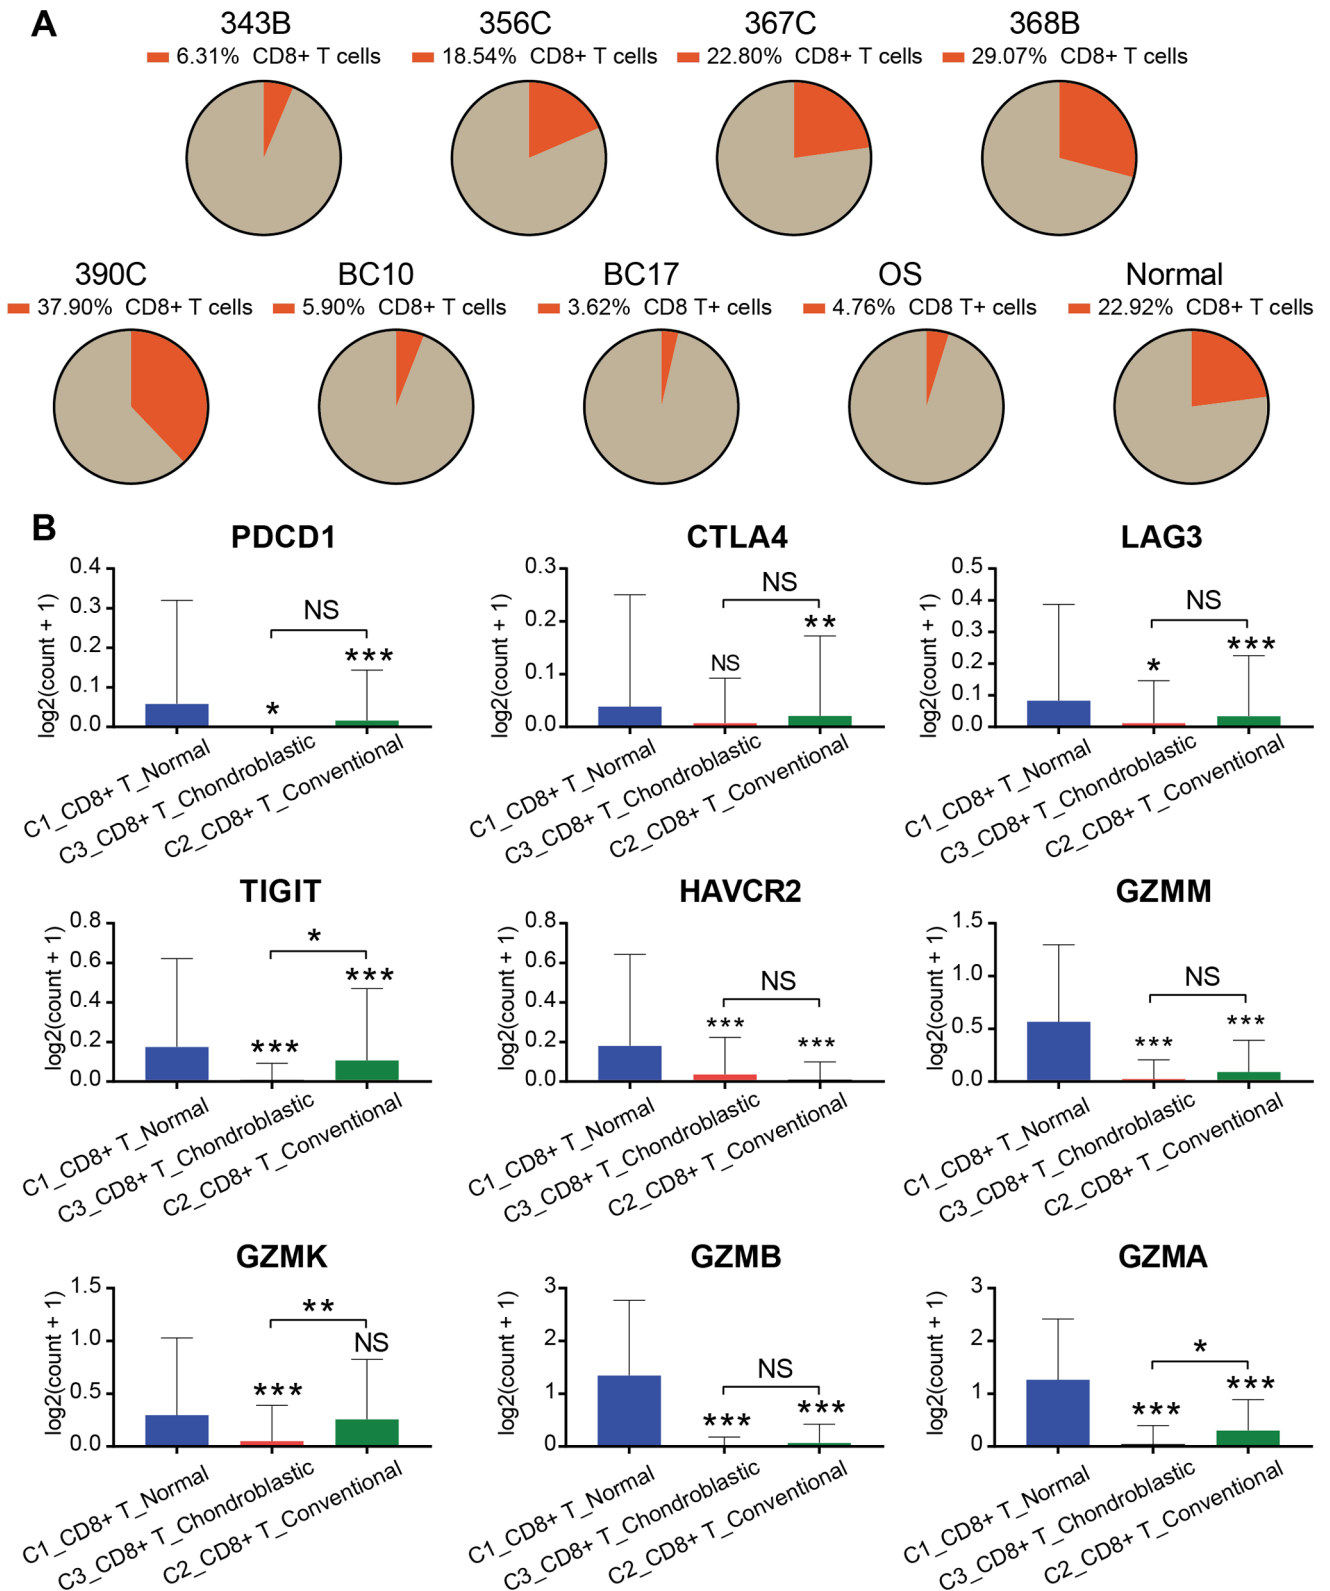 A
343B
356C
367C
368B
6.31% CD8+ T cells
18.54% CD8+ T cells
22.80% CD8+ T cells
29.07% CD8+ T cells
390C
BC10
BC17
OS
Normal
37.90% CD8+ T cells
5.90% CD8+ T cells
3.62% CD8 T+ cells
4.76% CD8 T+ cells
22.92% CD8+ T cells
B
PDCD1
log2(count + 1)
0.4
0.3
0.2
0.1
0.0
NS
*
***
C1_CD8+ T_Normal
C3_CD8+ T_Chondroblastic
C2_CD8+ T_Conventional
CTLA4
log2(count + 1)
0.3
0.2
0.1
0.0
NS
NS
**
C1_CD8+ T_Normal
C3_CD8+ T_Chondroblastic
C2_CD8+ T_Conventional
LAG3
log2(count + 1)
0.5
0.4
0.3
0.2
0.1
0.0
NS
*
***
C1_CD8+ T_Normal
C3_CD8+ T_Chondroblastic
C2_CD8+ T_Conventional
TIGIT
log2(count + 1)
0.8
0.6
0.4
0.2
0.0
*
***
***
C1_CD8+ T_Normal
C3_CD8+ T_Chondroblastic
C2_CD8+ T_Conventional
HAVCR2
log2(count + 1)
0.8
0.6
0.4
0.2
0.0
NS
***
***
C1_CD8+ T_Normal
C3_CD8+ T_Chondroblastic
C2_CD8+ T_Conventional
GZMM
log2(count + 1)
1.5
1.0
0.5
0.0
NS
***
***
C1_CD8+ T_Normal
C3_CD8+ T_Chondroblastic
C2_CD8+ T_Conventional
GZMK
log2(count + 1)
1.5
1.0
0.5
0.0
**
***
NS
C1_CD8+ T_Normal
C3_CD8+ T_Chondroblastic
C2_CD8+ T_Conventional
GZMB
log2(count + 1)
3
2
1
0
NS
***
***
C1_CD8+ T_Normal
C3_CD8+ T_Chondroblastic
C2_CD8+ T_Conventional
GZMA
log2(count + 1)
3
2
1
0
*
***
***
C1_CD8+ T_Normal
C3_CD8+ T_Chondroblastic
C2_CD8+ T_Conventional